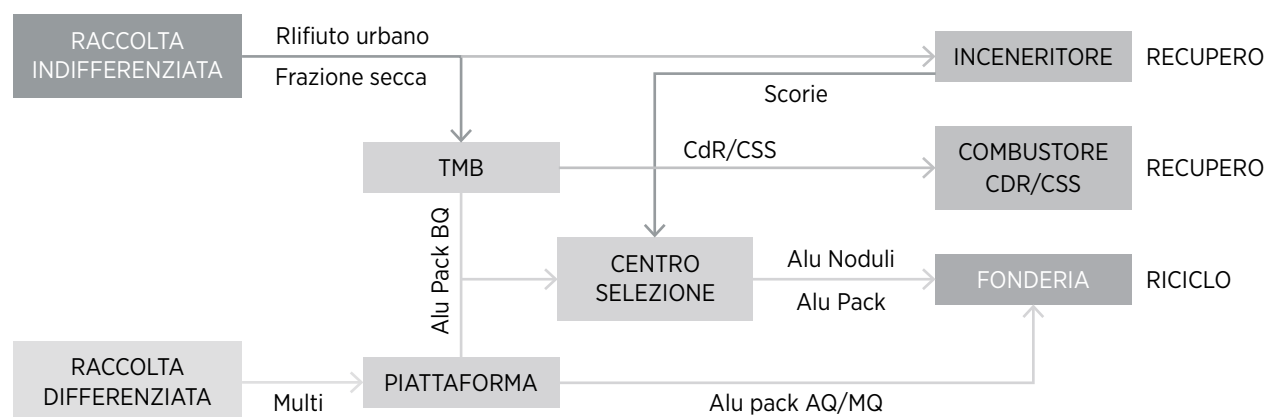 RACCOLTA
INDIFFERENZIATA
RIifiuto urbano
Frazione secca
INCENERITORE
RECUPERO
Scorie
TMB
CdR/CSS
COMBUSTORE
CDR/CSS
RECUPERO
Alu Pack BQ
CENTRO
SELEZIONE
Alu Noduli
Alu Pack
FONDERIA
RICICLO
RACCOLTA
DIFFERENZIATA
Multi
PIATTAFORMA
Alu pack AQ/MQ